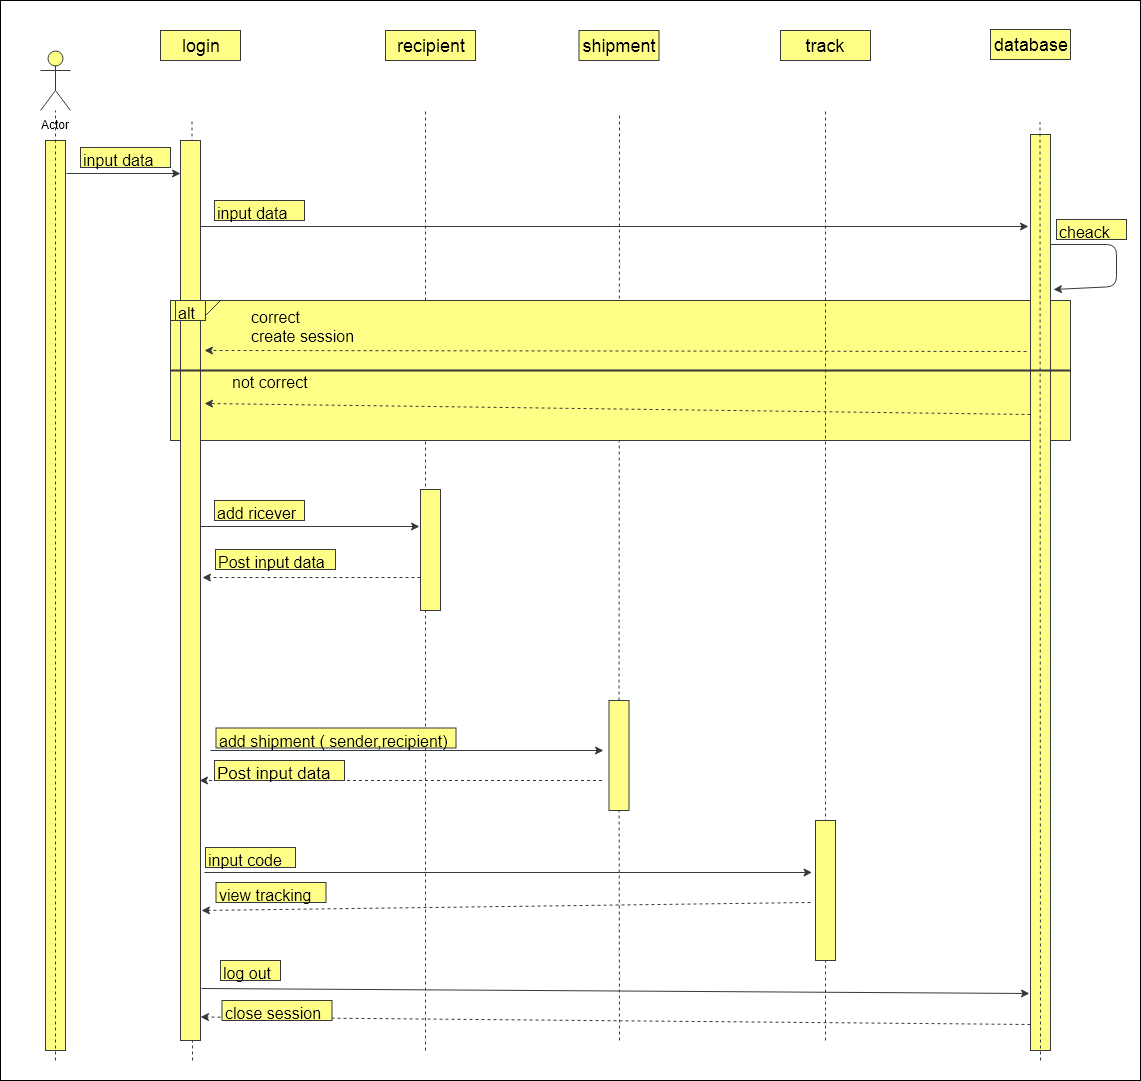 login
recipient
shipment
track
database
Actor
input data
input data
cheack
alt
correct
create session
not correct
add ricever
Post input data
add shipment ( sender,recipient)
Post input data
input code
view tracking
log out
close session